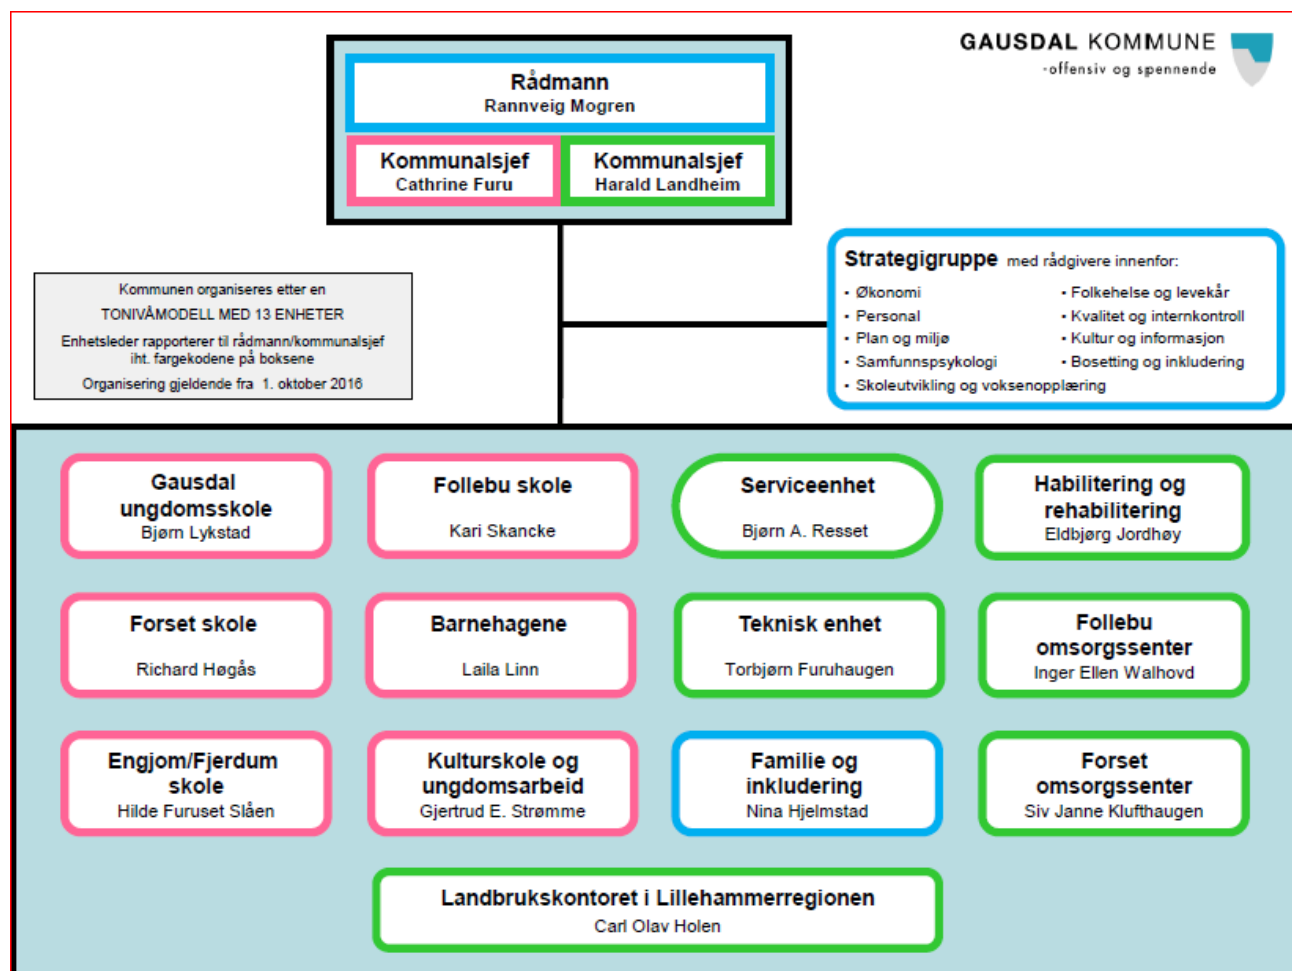 GAUSDAL KOMMUNE
-offensiv og spennende
Rådmann
Rannveig Mogren
Kommunalsjef
Cathrine Furu
Kommunalsjef
Harald Landheim
Kommunen organiseres etter en
TONIVÅMODELL MED 13 ENHETER
Enhetsleder rapporterer til rådmann/kommunalsjef
iht. fargekodene på boksene
Organisering gjeldende fra 1. oktober 2016
Strategigruppe med rådgivere innenfor:
• Økonomi
• Personal
• Plan og miljø
• Samfunnspsykologi
• Skoleutvikling og voksenopplæring
• Folkehelse og levekår
• Kvalitet og internkontroll
• Kultur og informasjon
• Bosetting og inkludering
Gausdal
ungdomsskole
Bjørn Lykstad
Follebu skole
Kari Skancke
Serviceenhet
Bjørn A. Resset
Habilitering og
rehabilitering
Eldbjørg Jordhøy
Forset skole
Richard Høgås
Barnehagene
Laila Linn
Teknisk enhet
Torbjørn Furuhaugen
Follebu
omsorgssenter
Inger Ellen Walhovd
Engjom/Fjerdum
skole
Hilde Furuset Slåen
Kulturskole og
ungdomsarbeid
Gjertrud E. Strømme
Familie og
inkludering
Nina Hjelmstad
Forset
omsorgssenter
Siv Janne Klufthaugen
Landbrukskontoret i Lillehammerregionen
Carl Olav Holen